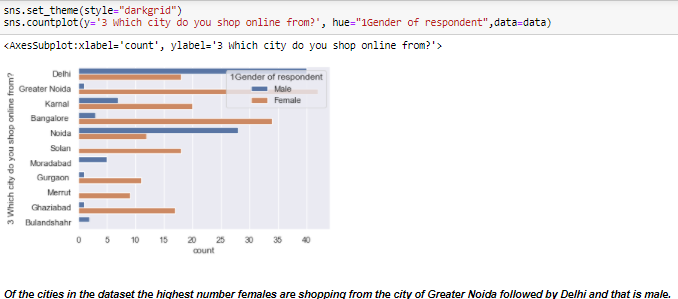 sns.set_theme(style="darkgrid")
sns.countplot(y='3 Which city do you shop online from?', hue="1Gender of respondent",data=data)
<AxesSubplot:xlabel='count', ylabel='3 Which city do you shop online from?'>
3 Which city do you shop online from?
Delhi
Greater Noida
Karnal
Bangalore
Noida
Solan
Moradabad
Gurgaon
Merrut
Ghaziabad
Bulandshahr
1Gender of respondent
Male
Female
0 5 10 15 20 25 30 35 40
count
Of the cities in the dataset the highest number females are shopping from the city of Greater Noida followed by Delhi and that is male.